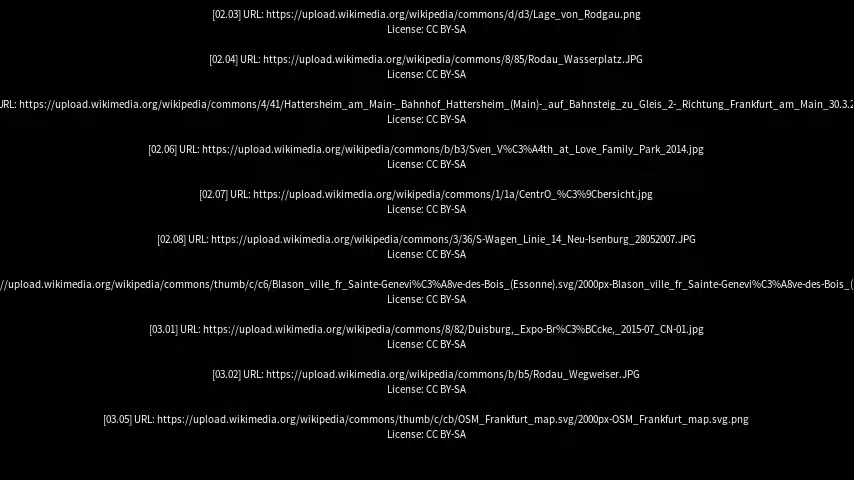 [02.03] URL: https://upload.wikimedia.org/wikipedia/commons/d/d3/Lage_von_Rodgau.png
License: CC BY-SA
[02.04] URL: https://upload.wikimedia.org/wikipedia/commons/8/85/Rodau_Wasserplatz.JPG
License: CC BY-SA
URL: https://upload.wikimedia.org/wikipedia/commons/4/41/Hattersheim_am_Main-_Bahnhof_Hattersheim_(Main)-_auf_Bahnsteig_zu_Gleis_2-_Richtung_Frankfurt_am_Main_30.3.2
License: CC BY-SA
[02.06] URL: https://upload.wikimedia.org/wikipedia/commons/b/b3/Sven_V%C3%A4th_at_Love_Family_Park_2014.jpg
License: CC BY-SA
[02.07] URL: https://upload.wikimedia.org/wikipedia/commons/1/1a/CentrO_%C3%9Cbersicht.jpg
License: CC BY-SA
[02.08] URL: https://upload.wikimedia.org/wikipedia/commons/3/36/S-Wagen_Linie_14_Neu-Isenburg_28052007.JPG
License: CC BY-SA
//upload.wikimedia.org/wikipedia/commons/thumb/c/c6/Blason_ville_fr_Sainte-Genevi%C3%A8ve-des-Bois_(Essonne).svg/2000px-Blason_ville_fr_Sainte-Genevi%C3%A8ve-des-Bois_(
License: CC BY-SA
[03.01] URL: https://upload.wikimedia.org/wikipedia/commons/8/82/Duisburg,_Expo-Br%C3%BCcke,_2015-07_CN-01.jpg
License: CC BY-SA
[03.02] URL: https://upload.wikimedia.org/wikipedia/commons/b/b5/Rodau_Wegweiser.JPG
License: CC BY-SA
[03.05] URL: https://upload.wikimedia.org/wikipedia/commons/thumb/c/cb/OSM_Frankfurt_map.svg/2000px-OSM_Frankfurt_map.svg.png
License: CC BY-SA